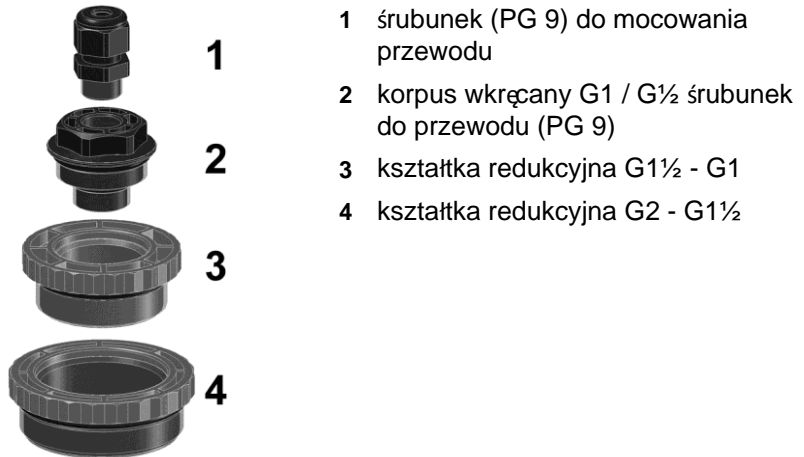 1
2
3
4
1 śrubunek (PG 9) do mocowania
przewodu
2 korpus wkręcany G1 / G½ śrubunek
do przewodu (PG 9)
3 kształtka redukcyjna G1½ - G1
4 kształtka redukcyjna G2 - G1½